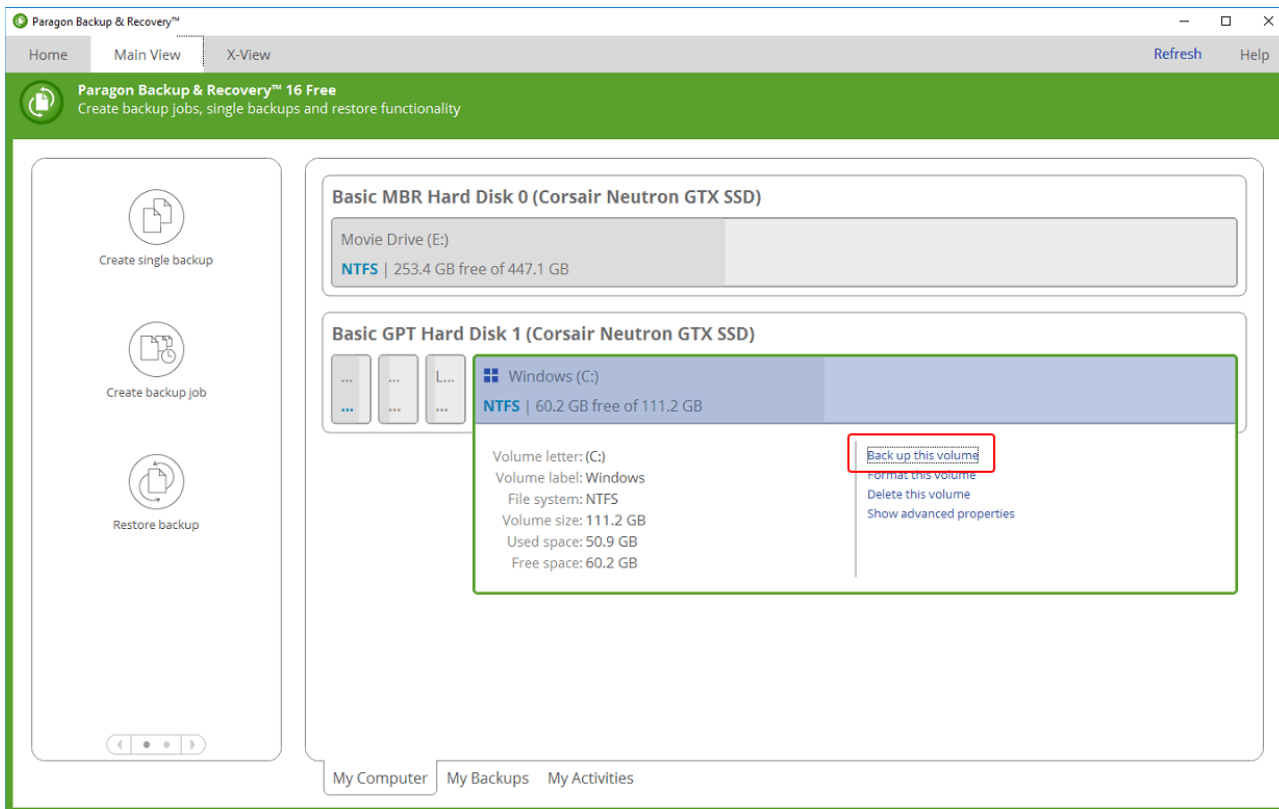 Paragon Backup & Recovery™
Home Main View X-View Refresh Help
Paragon Backup & Recovery™ 16 Free
Create backup jobs, single backups and restore functionality
Create single backup
Create backup job
Restore backup
Basic MBR Hard Disk 0 (Corsair Neutron GTX SSD)
Movie Drive (E:)
NTFS | 253.4 GB free of 447.1 GB
Basic GPT Hard Disk 1 (Corsair Neutron GTX SSD)
... ... L... Windows (C:)
... ... ... NTFS | 60.2 GB free of 111.2 GB
Volume letter: (C:)
Volume label: Windows
File system: NTFS
Volume size: 111.2 GB
Used space: 50.9 GB
Free space: 60.2 GB
Back up this volume
Format this volume
Delete this volume
Show advanced properties
My Computer My Backups My Activities